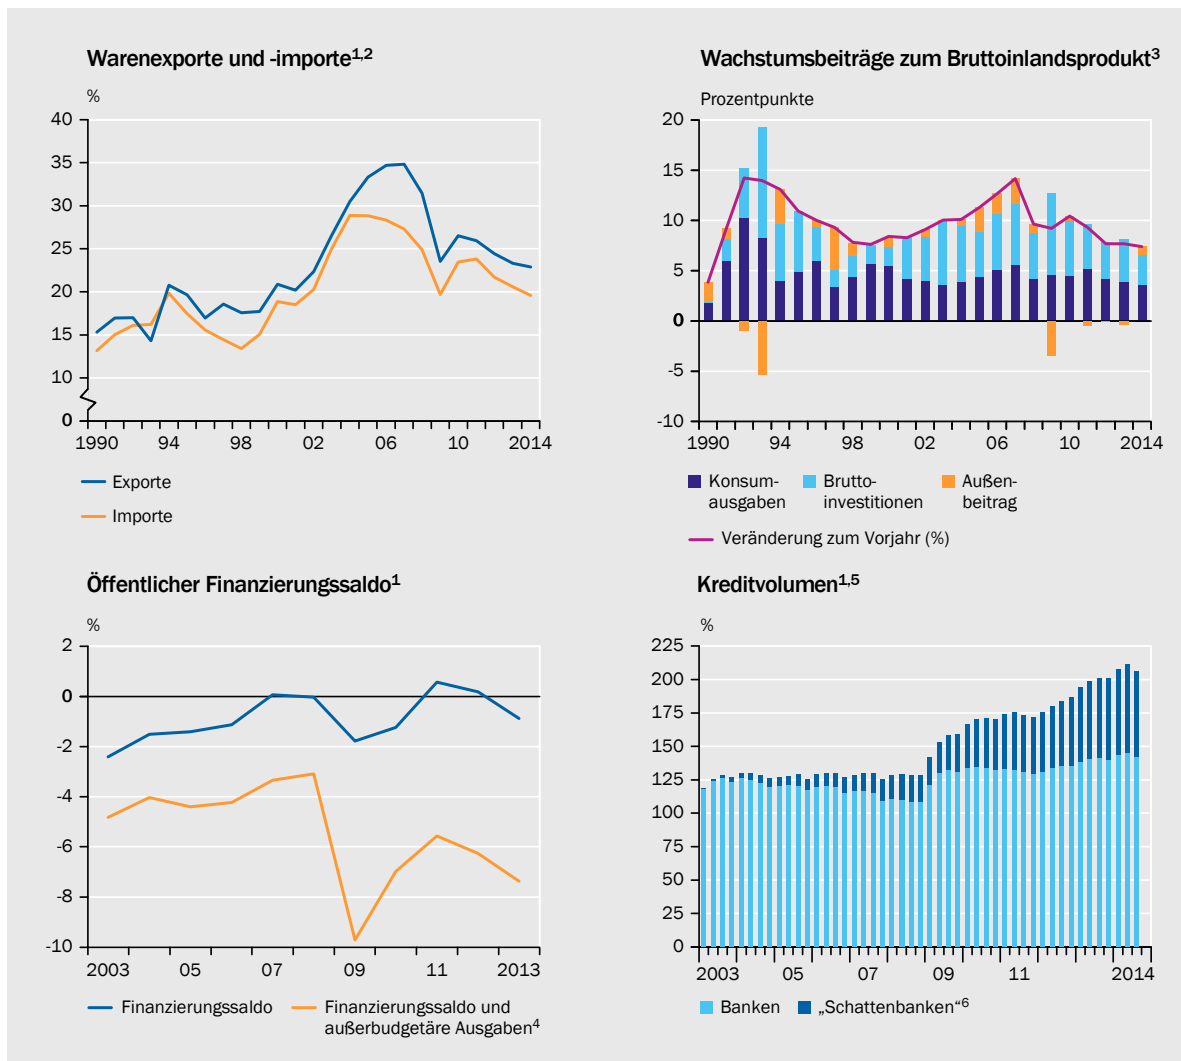 Warenexporte und -importe1,2
%
40
35
30
25
20
15
10
0
1990 94 98 02 06 10 2014
Exporte
Importe
Wachstumsbeiträge zum Bruttoinlandsprodukt3
Prozentpunkte
20
15
10
5
0
-5
-10
1990 94 98 02 06 10 2014
Konsum-
ausgaben
Brutto-
investitionen
Außen-
beitrag
Veränderung zum Vorjahr (%)
Öffentlicher Finanzierungssaldo1
%
2
0
-2
-4
-6
-8
-10
2003 05 07 09 11 2013
Finanzierungssaldo
Finanzierungssaldo und
außerbudgetäre Ausgaben4
Kreditvolumen1,5
%
225
200
175
150
125
100
75
50
25
0
2003 05 07 09 11 2014
Banken
„Schattenbanken“6